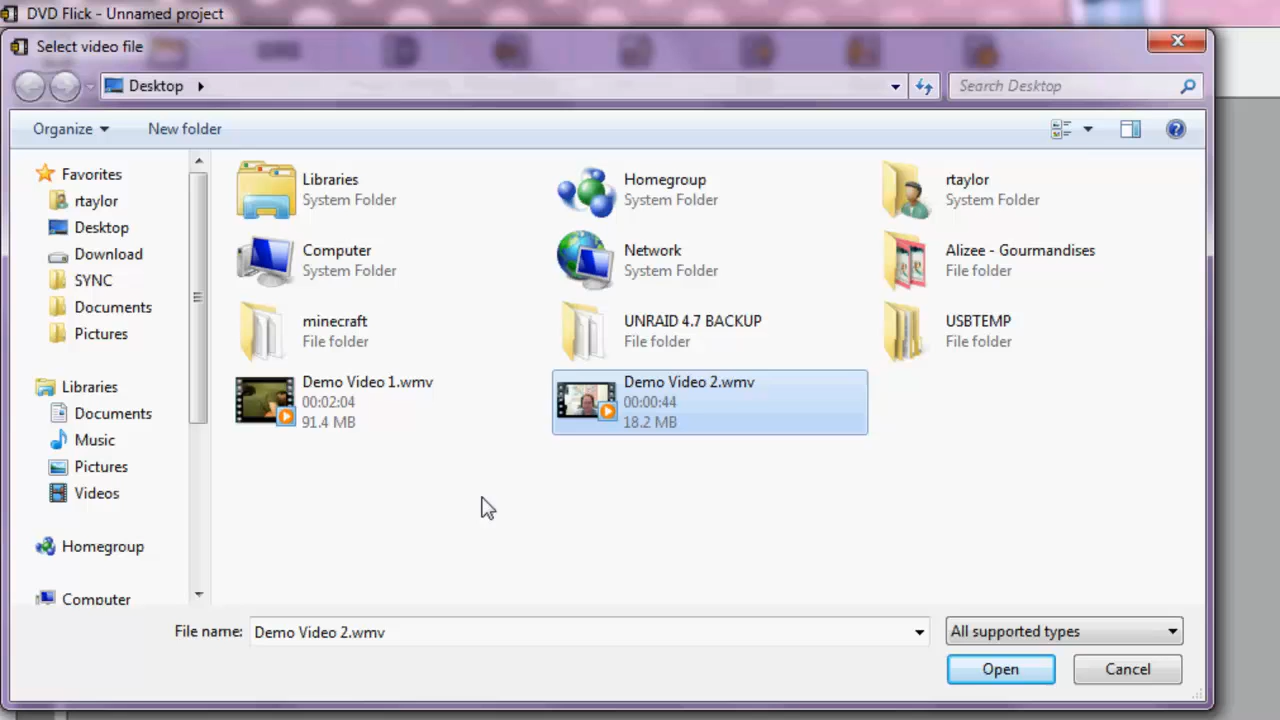 DVD Flick - Unnamed project
Select video file
Desktop
Search Desktop
Organize
New folder
Favorites
rtaylor
Desktop
Download
SYNC
Documents
Pictures
Libraries
Documents
Music
Pictures
Videos
Homegroup
Computer
Libraries
System Folder
Homegroup
System Folder
rtaylor
System Folder
Computer
System Folder
Network
System Folder
Alizee - Gourmandises
File folder
minecraft
File folder
UNRAID 4.7 BACKUP
File folder
USBTEMP
File folder
Demo Video 1.wmv
00:02:04
91.4 MB
Demo Video 2.wmv
00:00:44
18.2 MB
File name: Demo Video 2.wmv
All supported types
Open
Cancel